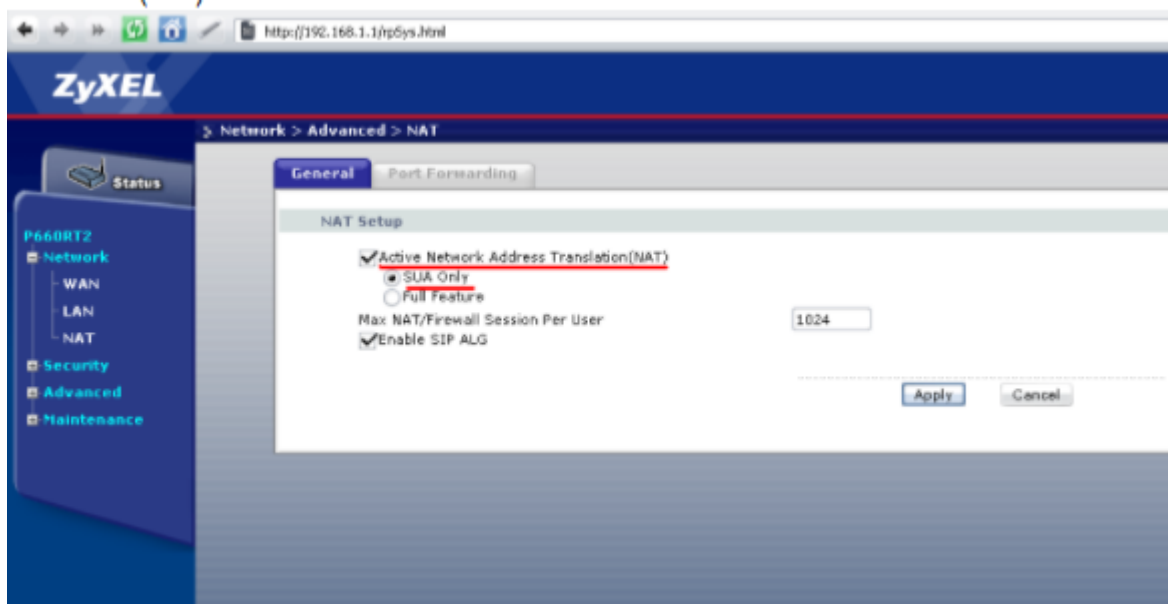 http://192.168.1.1/rpSys.html
ZyXEL
Network > Advanced > NAT
Status
General
Port Forwarding
NAT Setup
P660RT2
Network
WAN
LAN
NAT
Security
Advanced
Maintenance
Active Network Address Translation(NAT)
SUA Only
Full Feature
Max NAT/Firewall Session Per User 1024
Enable SIP ALG
Apply Cancel